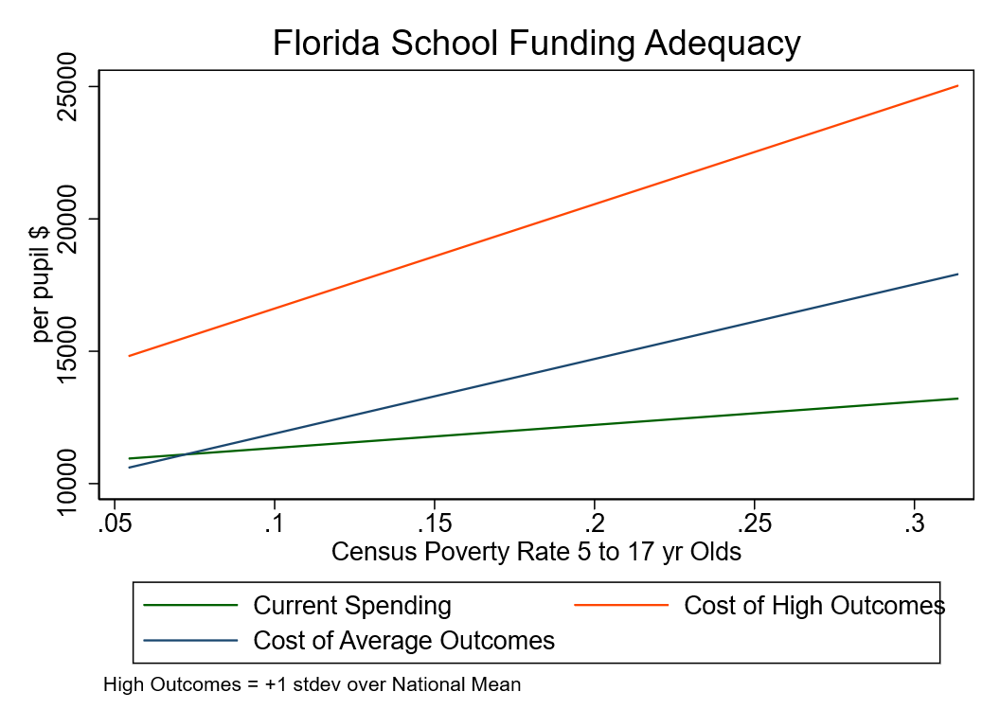 Florida School Funding Adequacy
per pupil $
25000
20000
15000
10000
.05 .1 .15 .2 .25 .3
Census Poverty Rate 5 to 17 yr Olds
Current Spending Cost of High Outcomes
Cost of Average Outcomes
High Outcomes = +1 stdev over National Mean